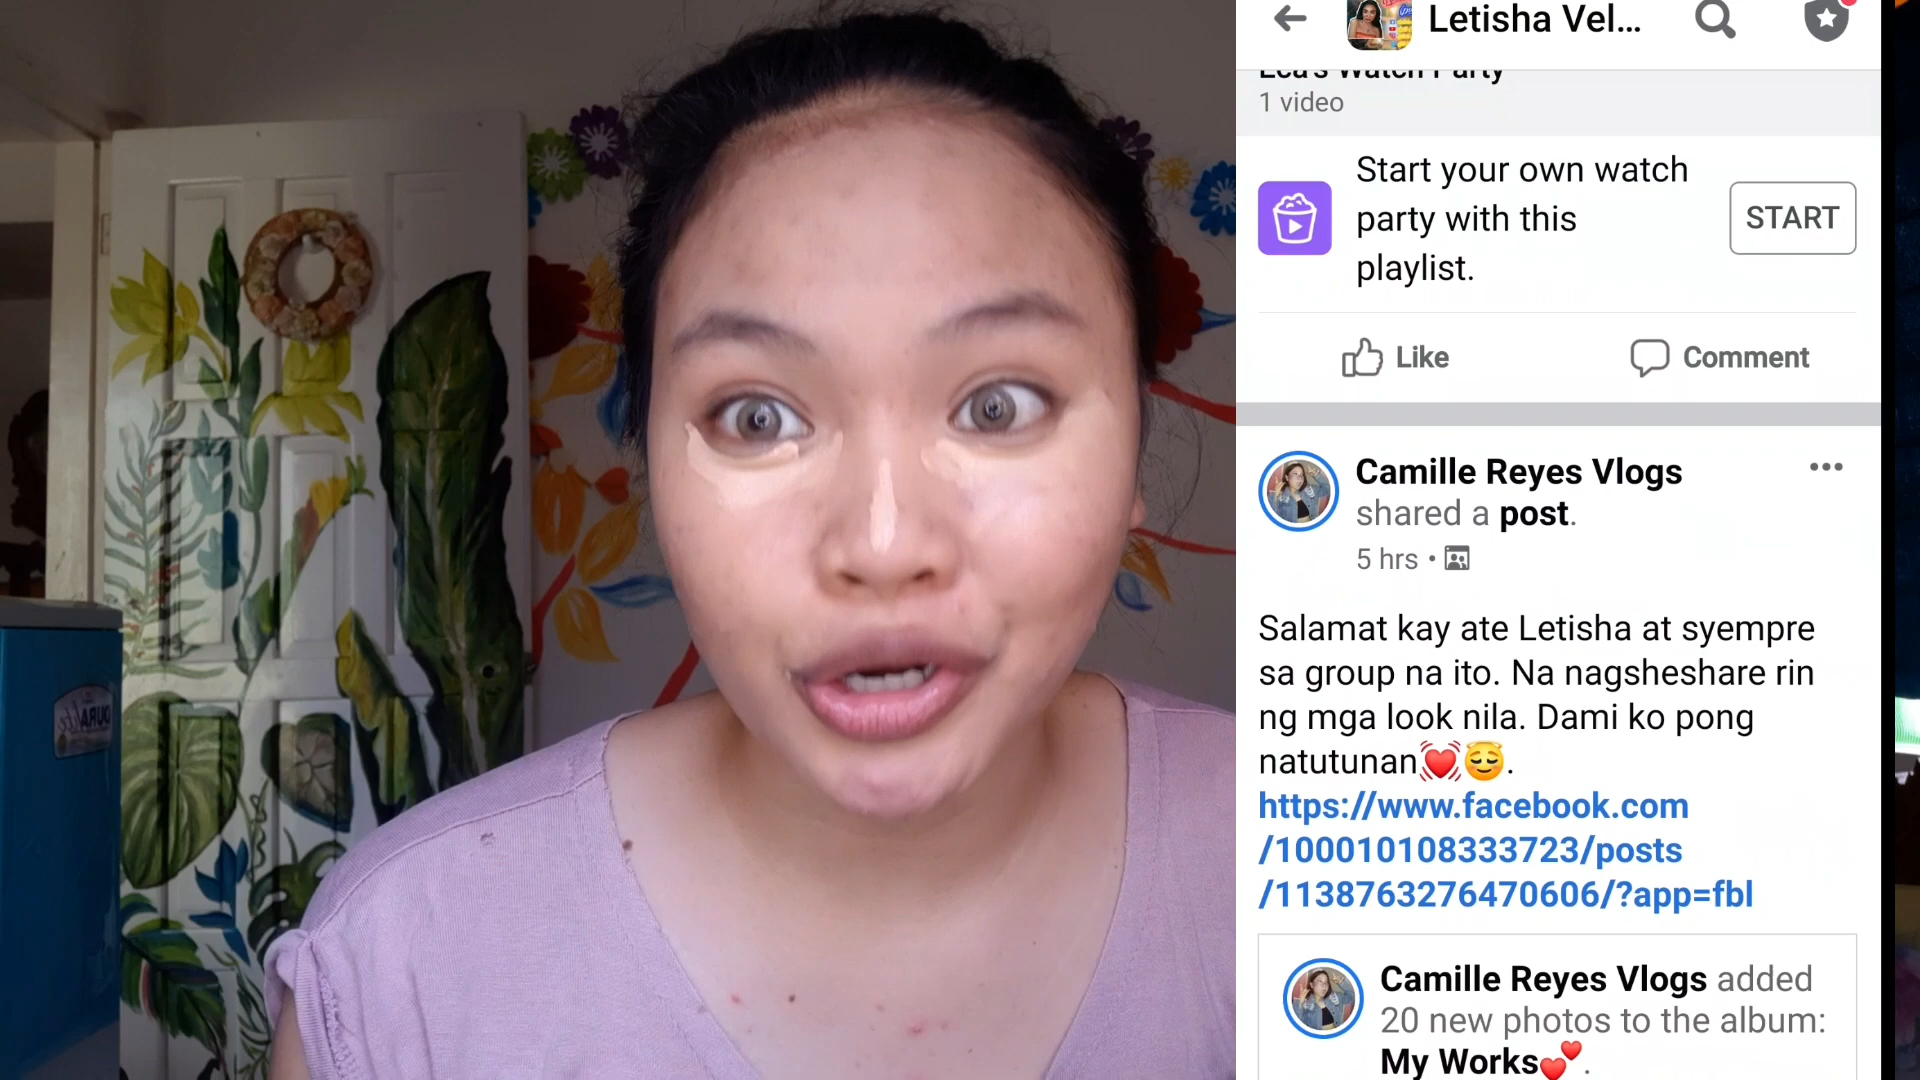 Letisha Vel...
Lea's Watch Party
1 video
Start your own watch
party with this
playlist.
START
Like
Comment
Camille Reyes Vlogs
shared a post.
5 hrs •
Salamat kay ate Letisha at syempre
sa group na ito. Na nagsheshare rin
ng mga look nila. Dami ko pong
natutunan💓😇.
https://www.facebook.com
/100010108333723/posts
/1138763276470606/?app=fbl
Camille Reyes Vlogs added
20 new photos to the album:
My Works💕.